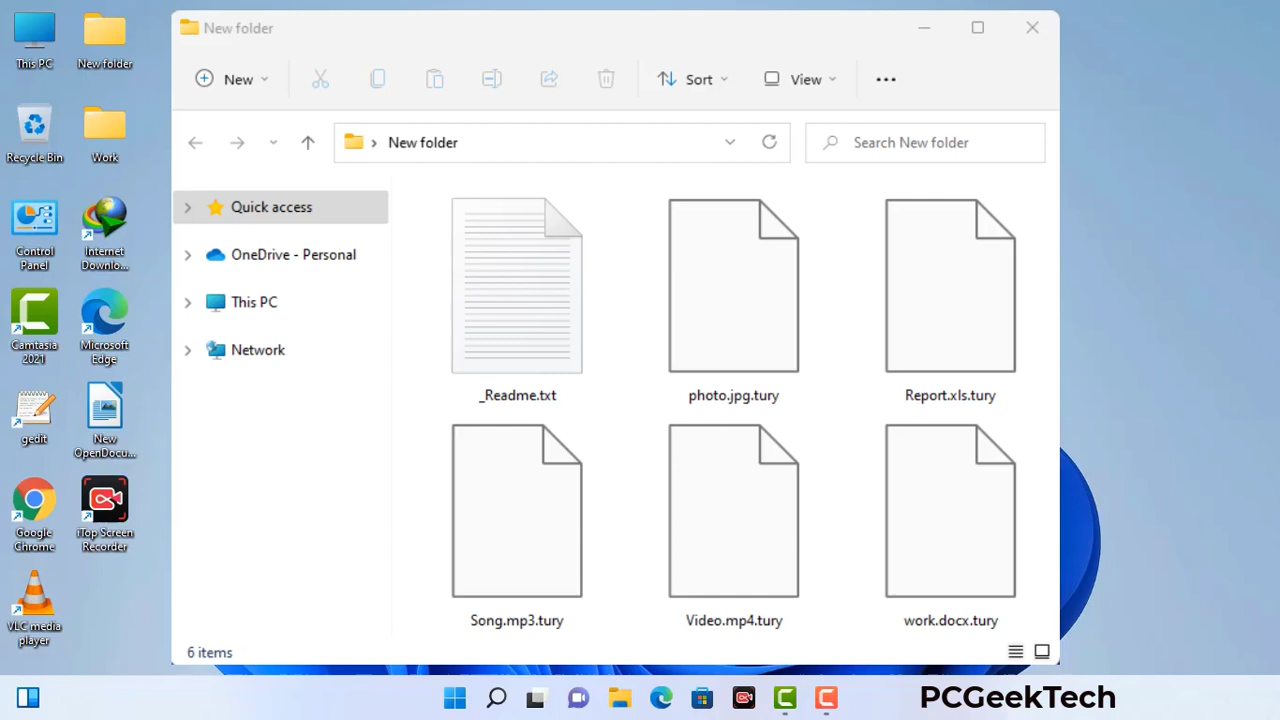 This PC
New folder
Recycle Bin
Work
Control
Panel
Internet
Downlo...
Camtasia
2021
Microsoft
Edge
gedit
New
OpenDocu...
Google
Chrome
iTop Screen
Recorder
VLC media
player
New folder
New
Sort
View
New folder
Search New folder
Quick access
OneDrive - Personal
This PC
Network
_Readme.txt
photo.jpg.tury
Report.xls.tury
Song.mp3.tury
Video.mp4.tury
work.docx.tury
6 items
PCGeekTech